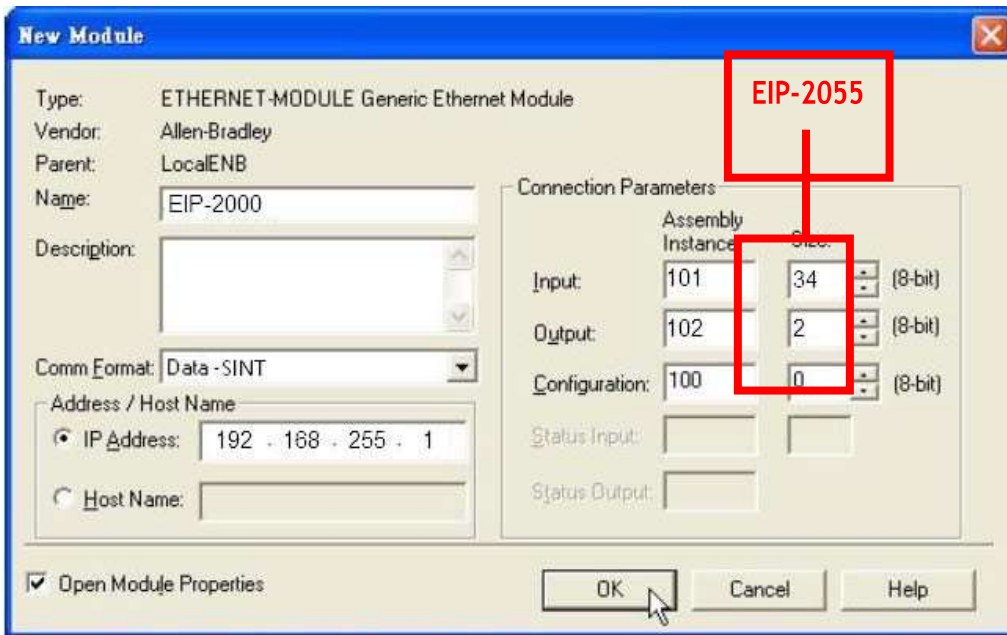 New Module
EIP-2055
Type: ETHERNET-MODULE Generic Ethernet Module
Vendor: Allen-Bradley
Parent: LocalENB
Name: EIP-2000
Description:
Comm Format: Data -SINT
Address / Host Name
IP Address: 192 . 168 . 255 . 1
Host Name:
Connection Parameters
Assembly
Instance Size:
Input: 101 34 (8-bit)
Output: 102 2 (8-bit)
Configuration: 100 0 (8-bit)
Status Input:
Status Output:
Open Module Properties
OK Cancel Help